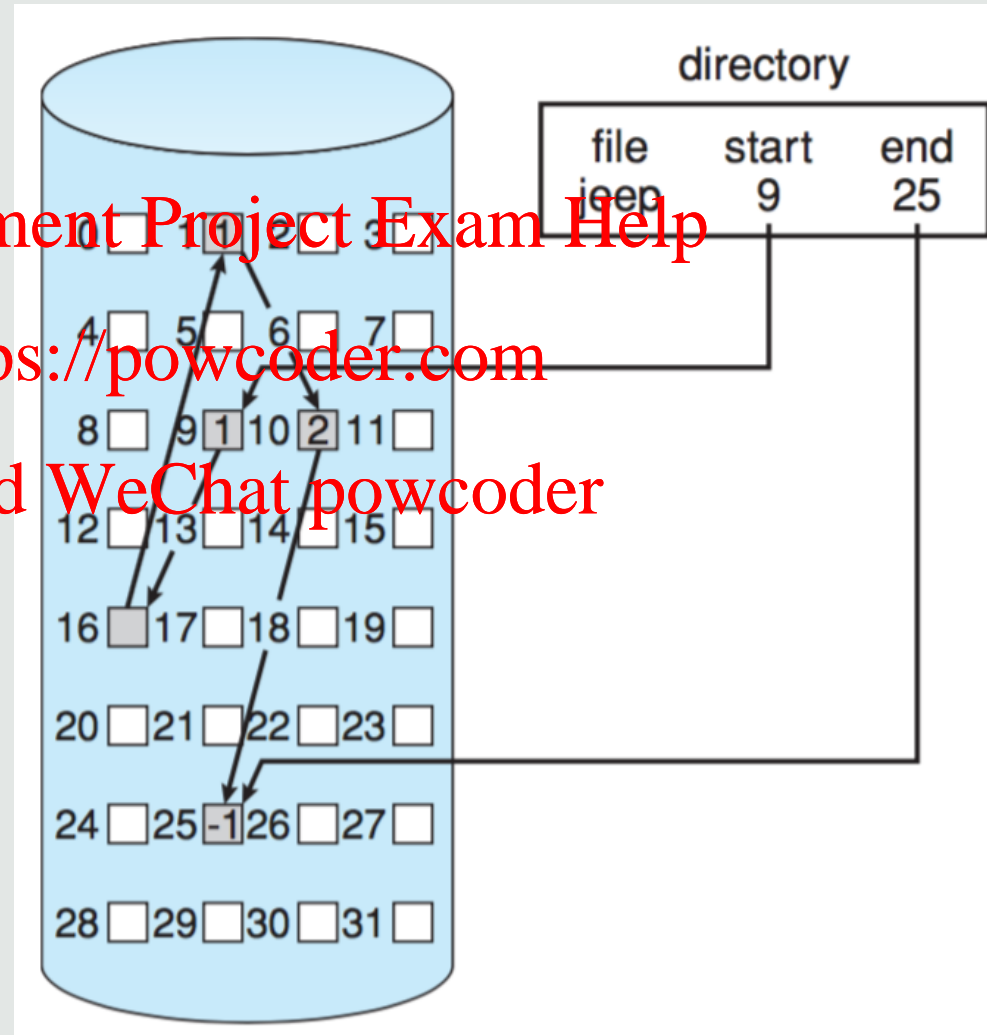 directory
file start end
jeep 9 25
ment Project Exam Help
0 1 1 2 3
4 5 6 7
ps://powcoder.com
8 9 1 10 2 11
d WeChat powcoder
12 13 14 15
16 17 18 19
20 21 22 23
24 25 -1 26 27
28 29 30 31